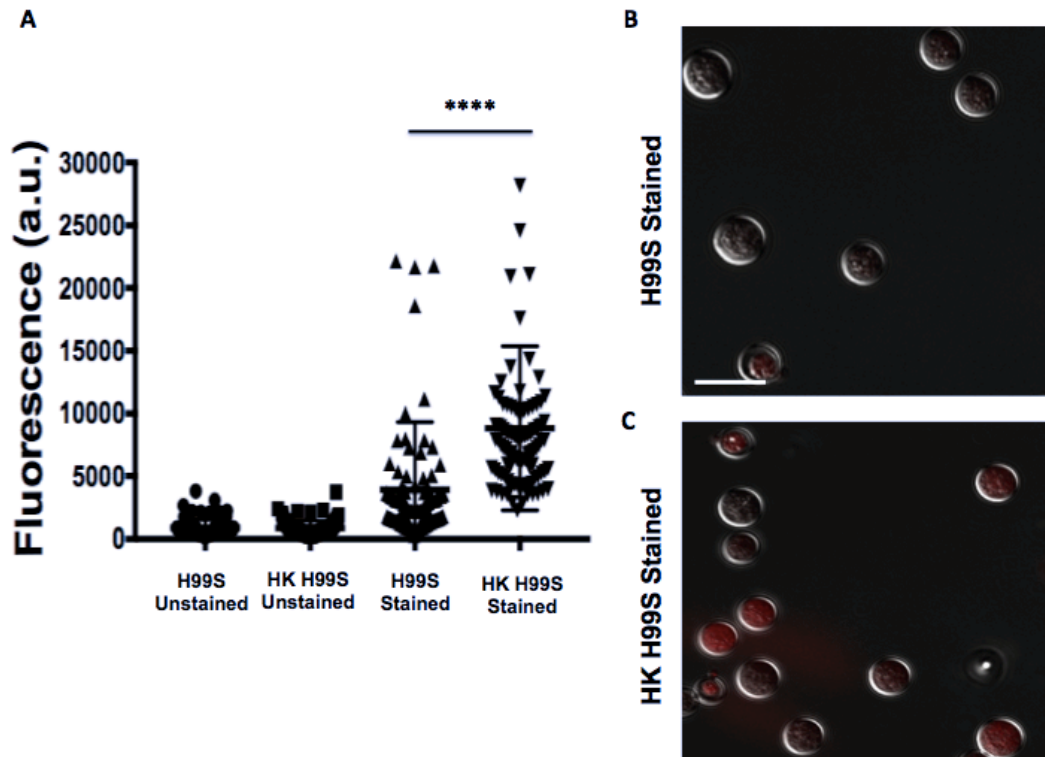 A
****
Fluorescence (a.u.)
30000
25000
20000
15000
10000
5000
0
H99S
Unstained
HK H99S
Unstained
H99S
Stained
HK H99S
Stained
B
H99S Stained
C
HK H99S Stained